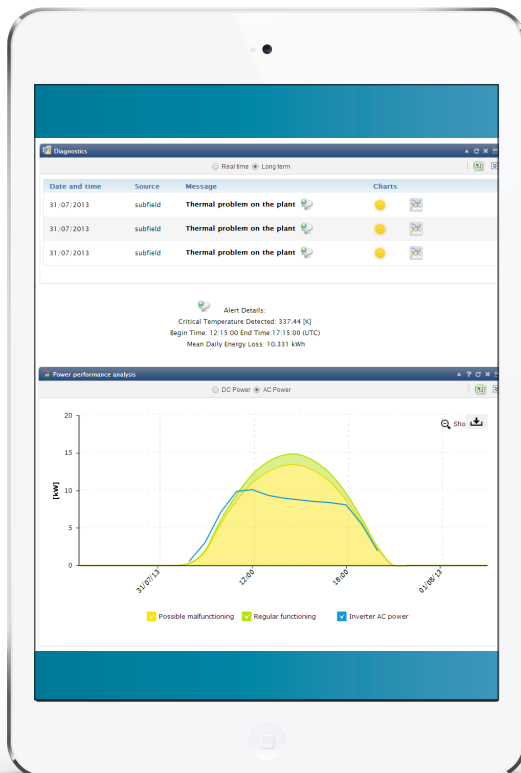 Diagnostics
Real time Long term
Date and time Source Message Charts
31/07/2013 subfield Thermal problem on the plant
31/07/2013 subfield Thermal problem on the plant
31/07/2013 subfield Thermal problem on the plant
Alert Details:
Critical Temperature Detected: 337.44 [K]
Begin Time: 12:15:00 End Time:17:15:00 (UTC)
Mean Daily Energy Loss: 10.331 kWh
Power performance analysis
DC Power AC Power
20
Sho
15
10
[kW]
5
0
31/07/13 12:00 18:00 01/08/13
Possible malfunctioning Regular functioning Inverter AC power